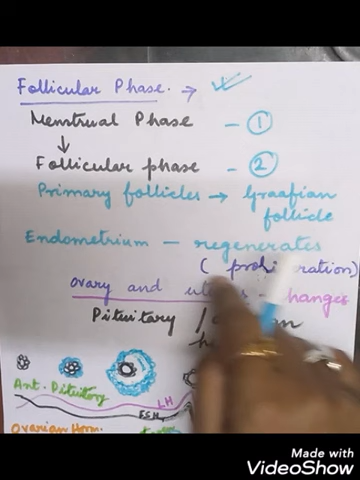 Follicular Phase. →
Menstrual Phase - 1
↓
Follicular phase - 2
Primary follicles → Graafian
follicle
Endometrium - regenerates
(proliferation)
ovary and changes
Pituitary /
Ant. Pituitary
LH
FSH
Ovarian Horm.
Made with
VideoShow